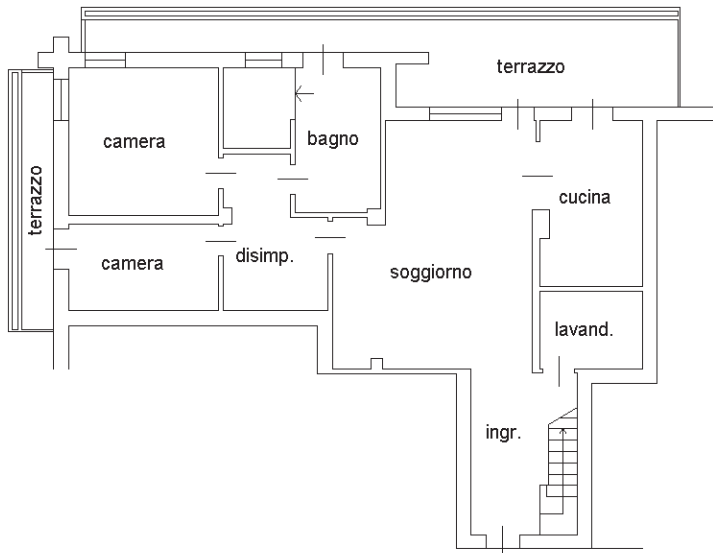 terrazzo
camera
bagno
terrazzo
cucina
camera
disimp.
soggiorno
lavand.
ingr.